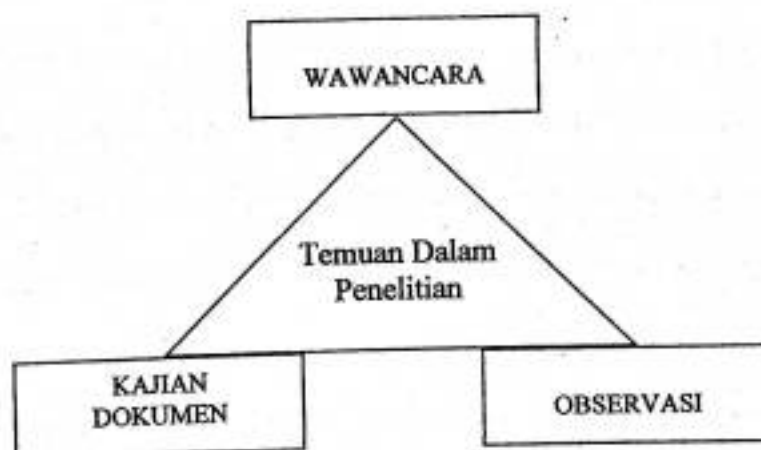 WAWANCARA
Temuan Dalam
Penelitian
KAJIAN
DOKUMEN
OBSERVASI